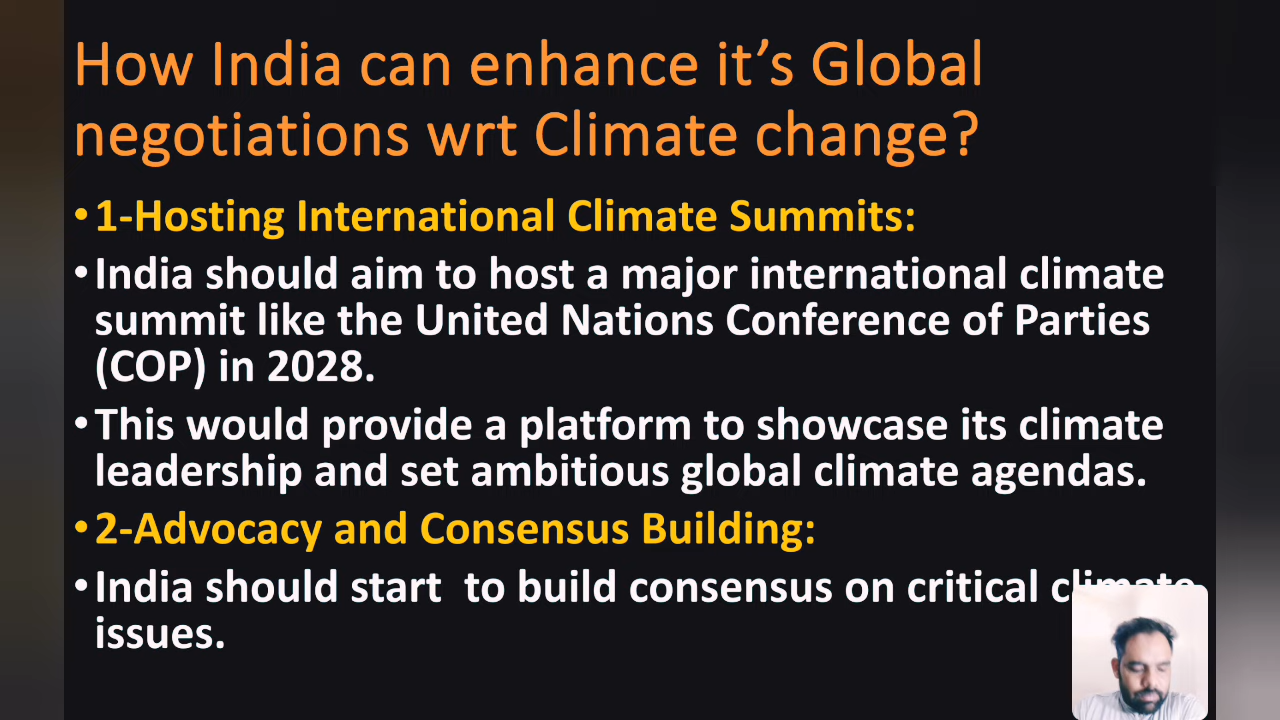 How India can enhance it’s Global
negotiations wrt Climate change?
•1-Hosting International Climate Summits:
•India should aim to host a major international climate
summit like the United Nations Conference of Parties
(COP) in 2028.
•This would provide a platform to showcase its climate
leadership and set ambitious global climate agendas.
•2-Advocacy and Consensus Building:
•India should start  to build consensus on critical climate
issues.